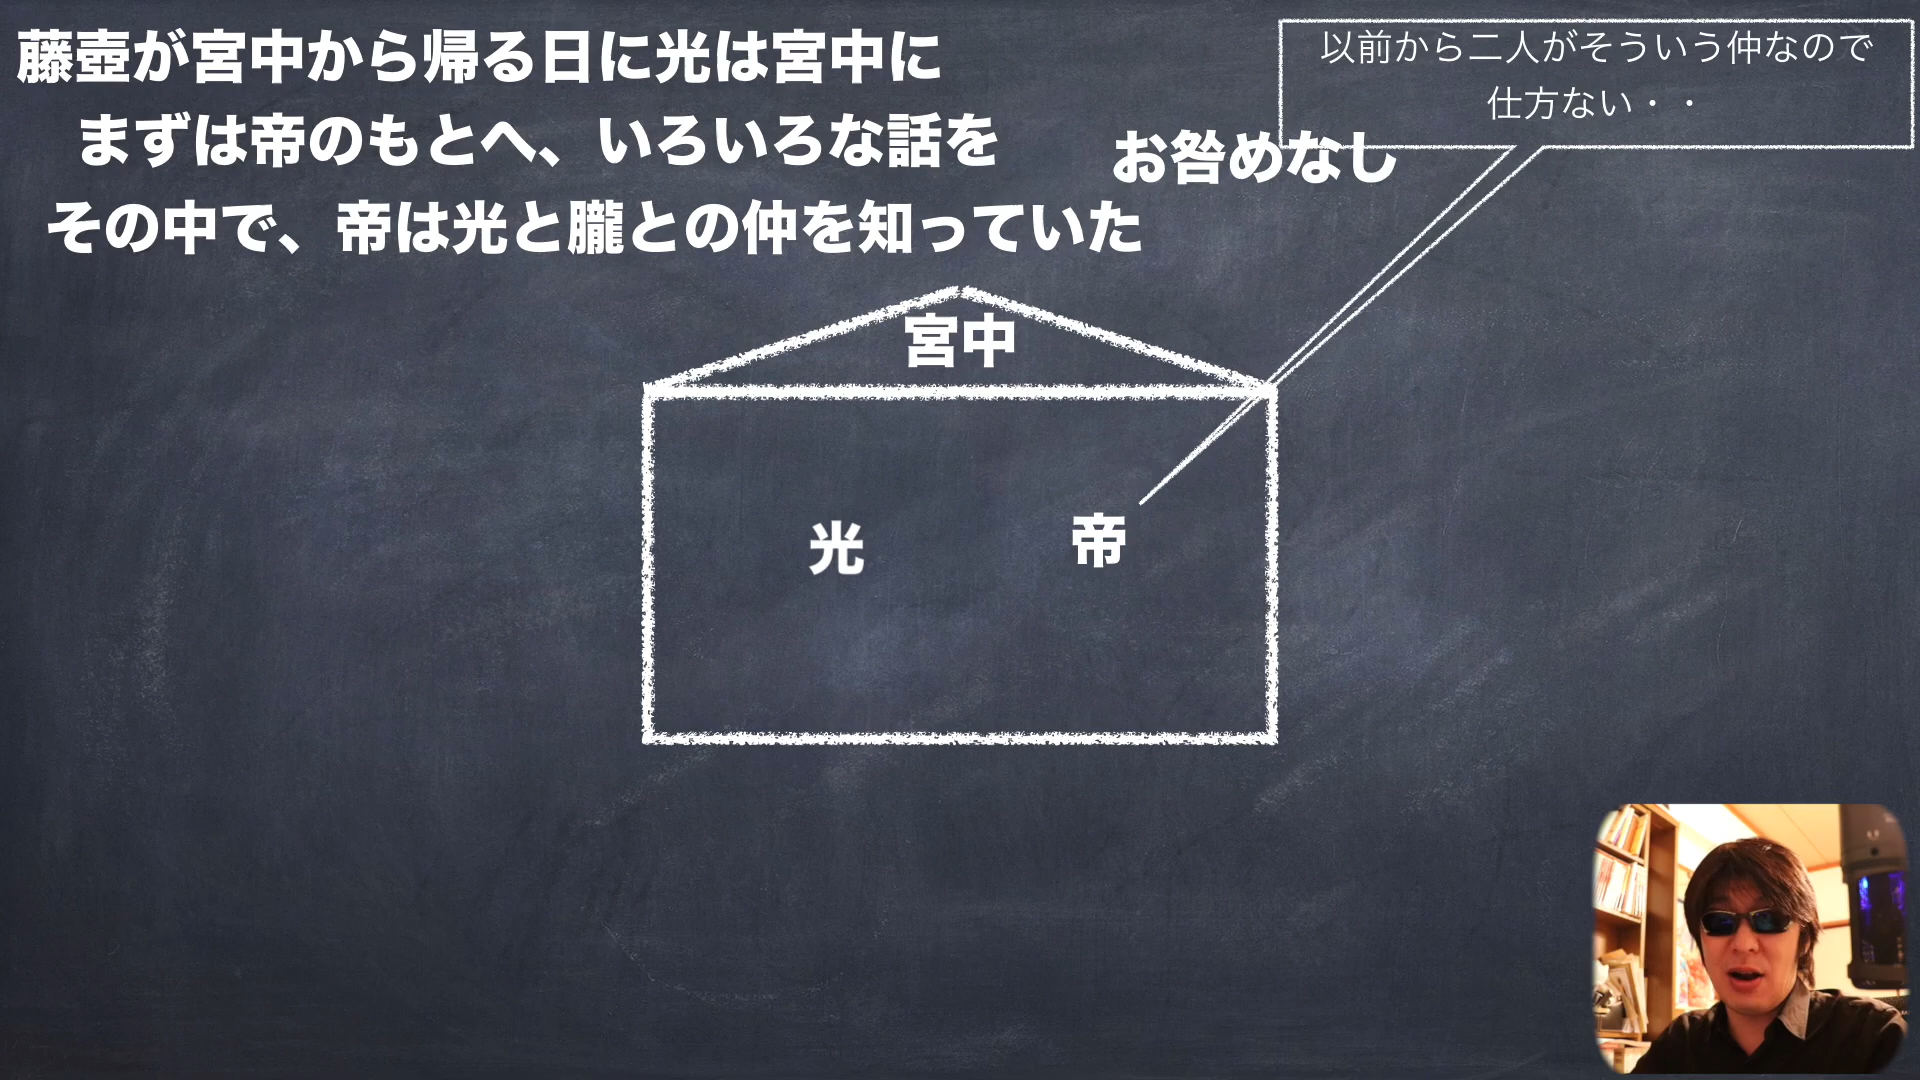 藤壺が宮中から帰る日に光は宮中に
まずは帝のもとへ、いろいろな話を
その中で、帝は光と朧との仲を知っていた
お咎めなし
以前から二人がそういう仲なので
仕方ない・・
宮中
光
帝